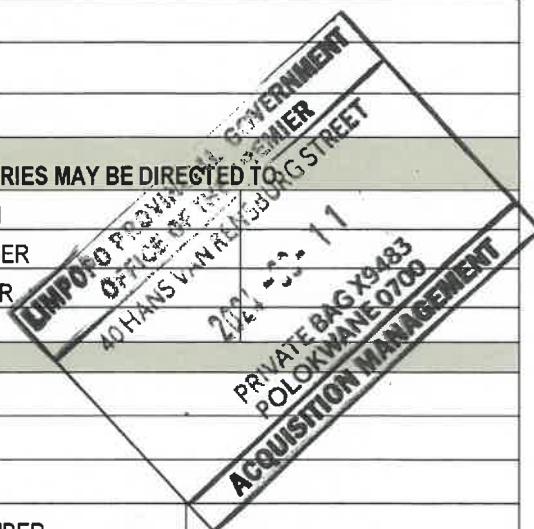 RIES MAY BE DIRECTED TO:
ER
R
LIMPOPO PROVINCIAL GOVERNMENT
OFFICE OF THE PREMIER
40 HANS VAN RENSBURG STREET
11
PRIVATE BAG X9483
POLOKWANE 0700
ACQUISITION MANAGEMENT